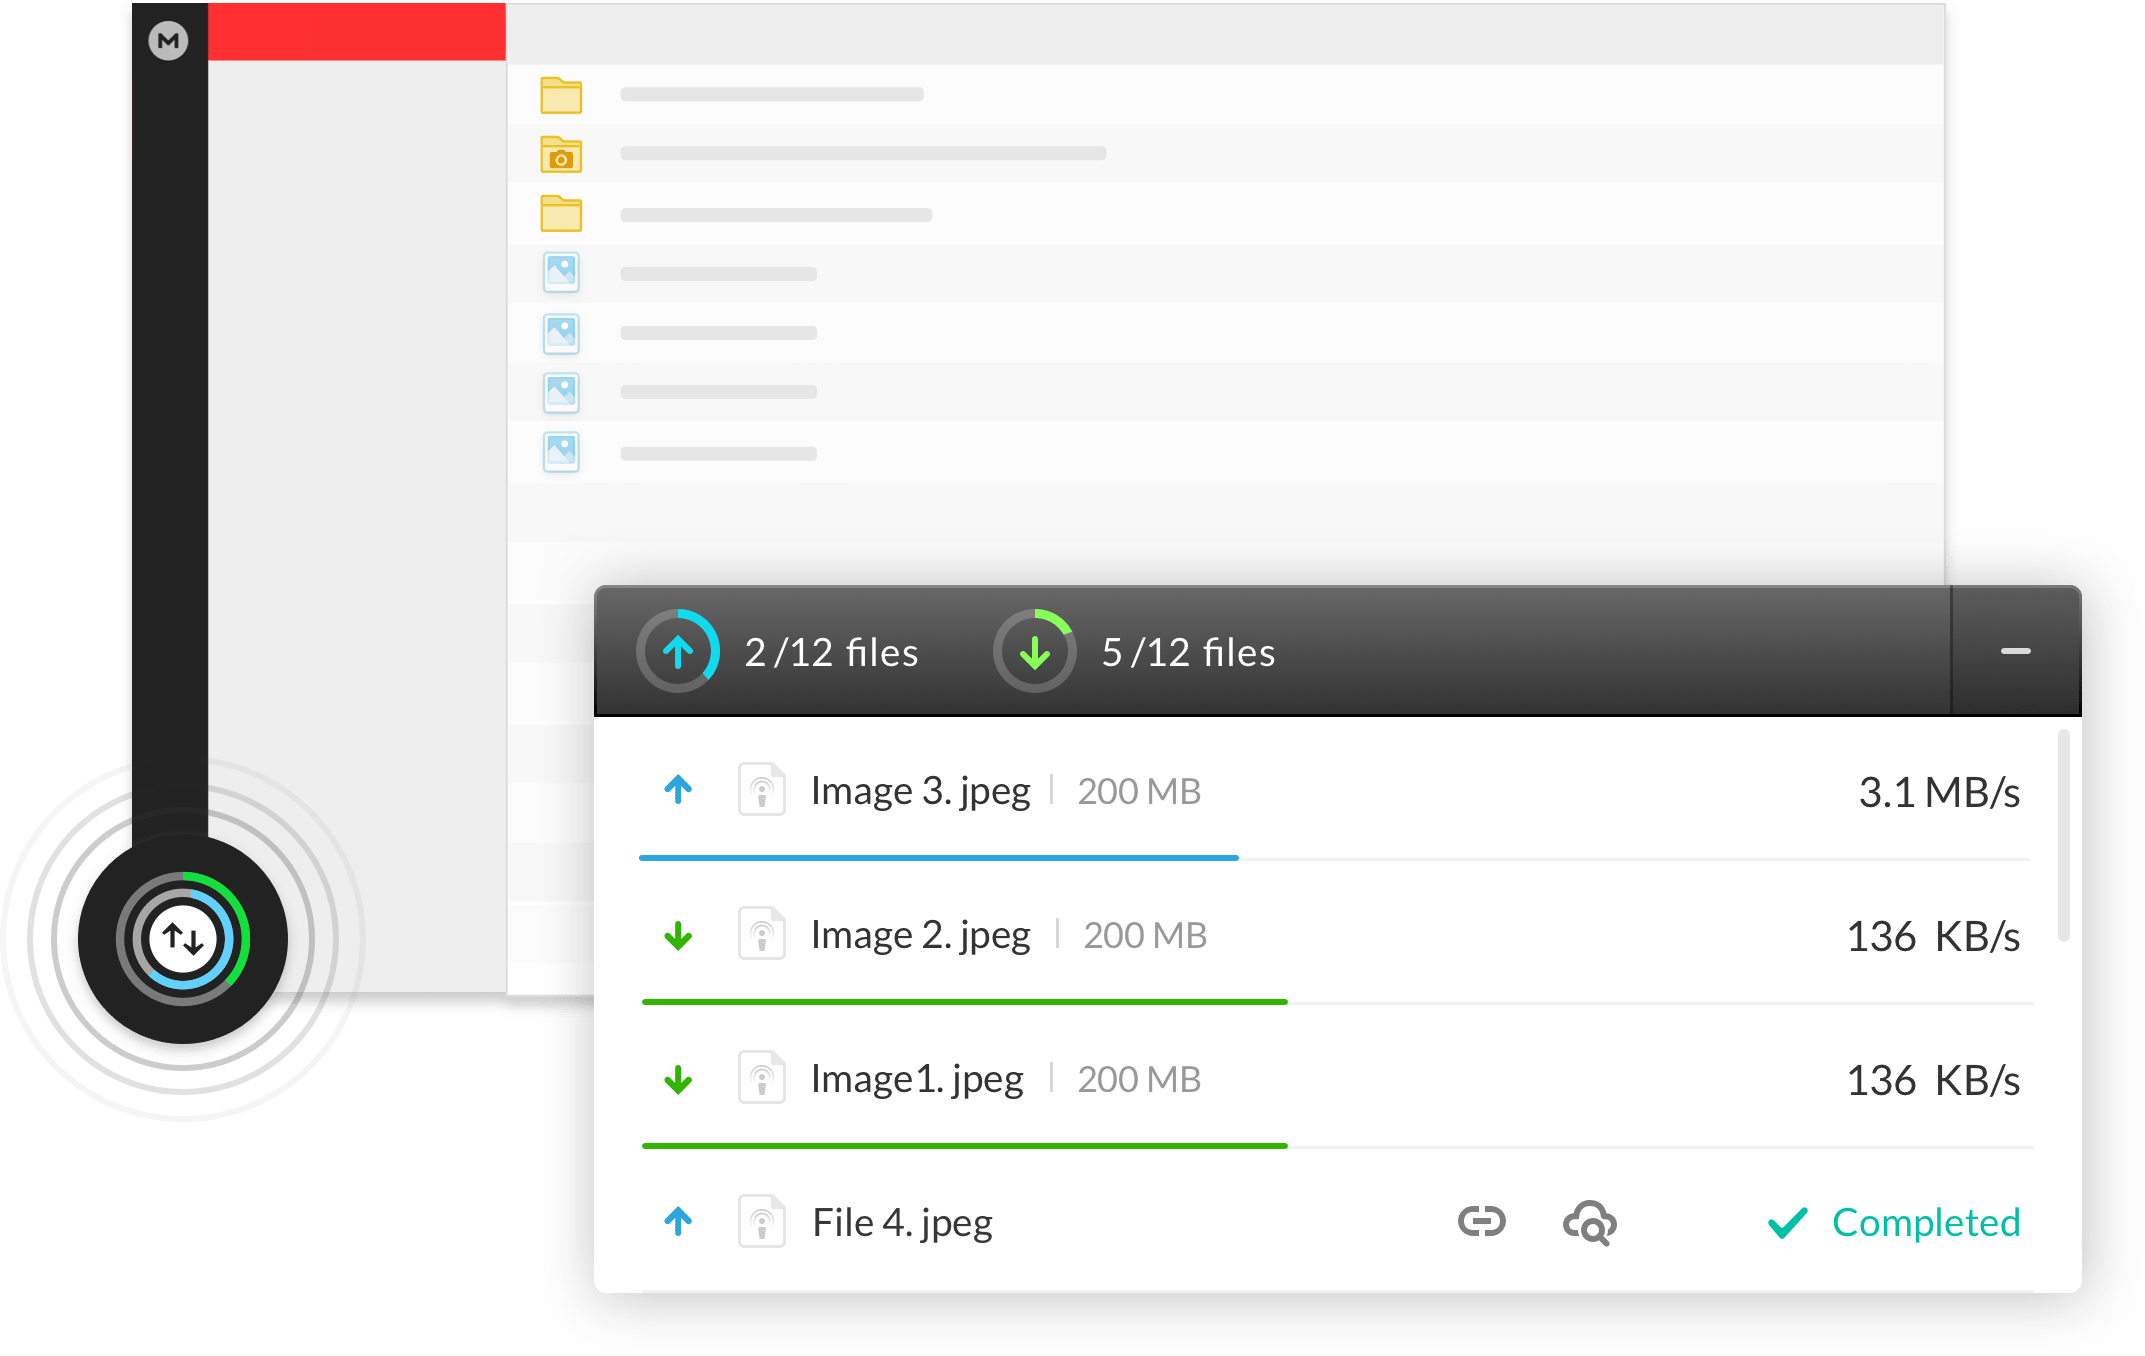 M
2 /12 files 5 /12 files
Image 3. jpeg 200 MB 3.1 MB/s
Image 2. jpeg 200 MB 136 KB/s
Image1. jpeg 200 MB 136 KB/s
File 4. jpeg Completed